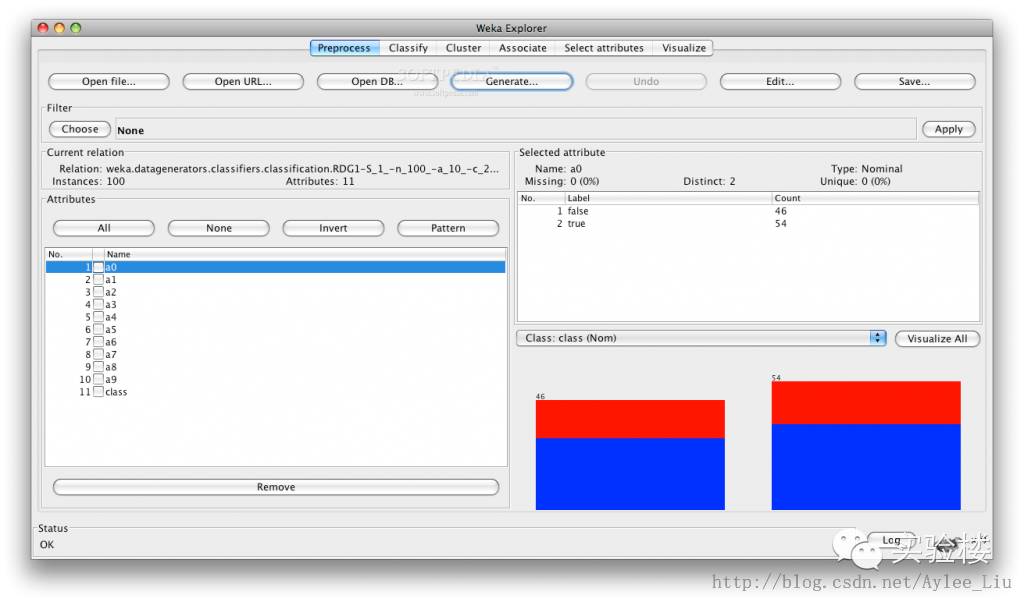 Weka Explorer
Preprocess Classify Cluster Associate Select attributes Visualize
Open file... Open URL... Open DB... Generate... Undo Edit... Save...
SOFTPEDIA
www.softpedia.com
Filter
Choose None Apply
Current relation
Relation: weka.datagenerators.classifiers.classification.RDG1-S_1_-n_100_-a_10_-c_2...
Instances: 100 Attributes: 11
Attributes
All None Invert Pattern
No. Name
1 a0
2 a1
3 a2
4 a3
5 a4
6 a5
7 a6
8 a7
9 a8
10 a9
11 class
Remove
Selected attribute
Name: a0 Type: Nominal
Missing: 0 (0%) Distinct: 2 Unique: 0 (0%)
No. Label Count
1 false 46
2 true 54
Class: class (Nom) Visualize All
46
54
Status
OK
Log
实验楼
http://blog.csdn.net/Aylee_Liu